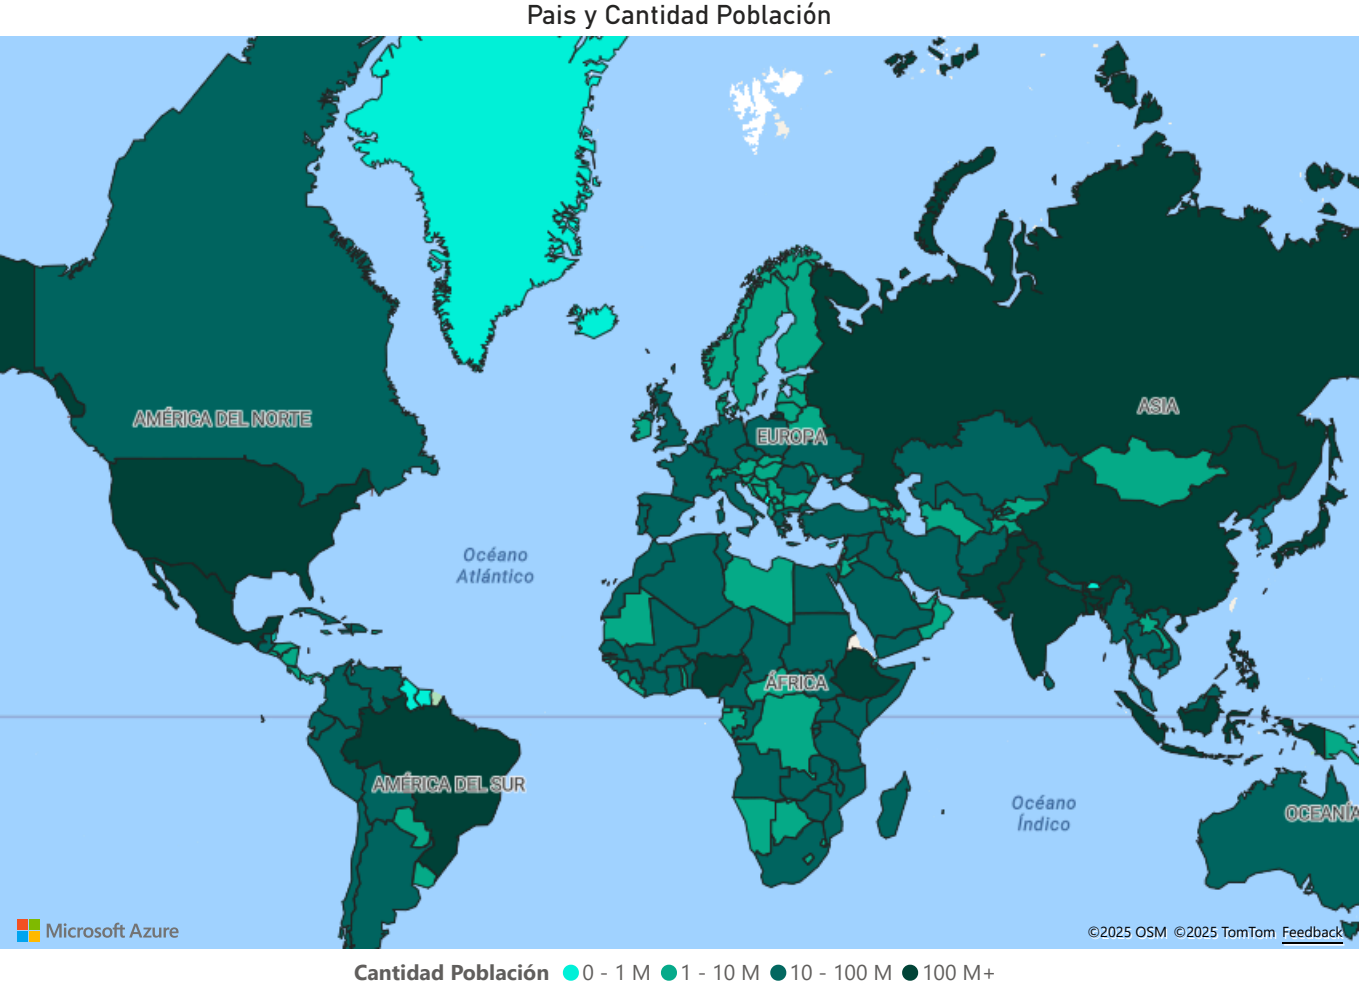 Pais y Cantidad Población
AMÉRICA DEL NORTE
ASIA
EUROPA
Océano
Atlántico
ÁFRICA
AMÉRICA DEL SUR
Océano
Índico
OCEANÍA
Microsoft Azure
©2025 OSM ©2025 TomTom Feedback
Cantidad Población 0 - 1 M 1 - 10 M 10 - 100 M 100 M+